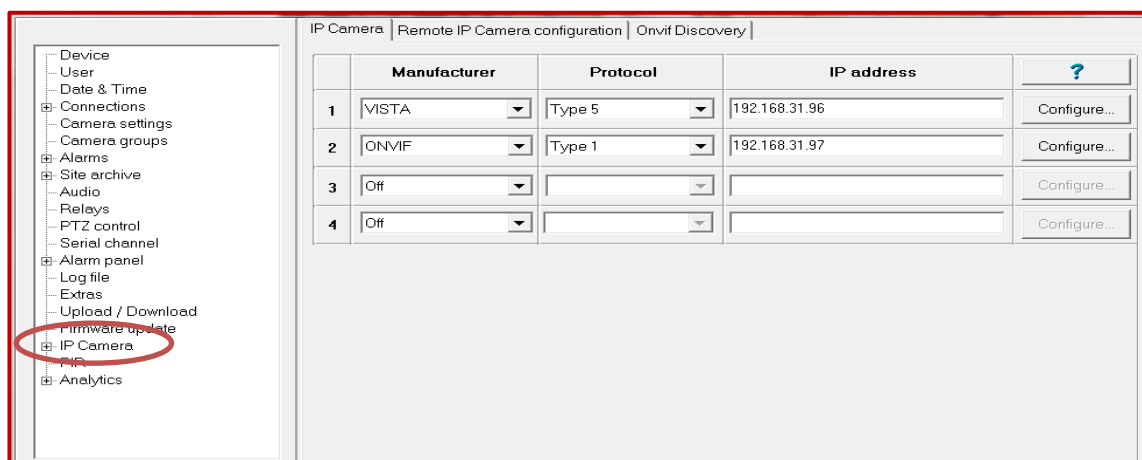 IP Camera Remote IP Camera configuration Onvif Discovery
Device
User
Date & Time
Connections
Camera settings
Camera groups
Alarms
Site archive
Audio
Relays
PTZ control
Serial channel
Alarm panel
Log file
Extras
Upload / Download
Firmware update
IP Camera
PIR
Analytics
Manufacturer Protocol IP address ?
1 VISTA Type 5 192.168.31.96 Configure...
2 ONVIF Type 1 192.168.31.97 Configure...
3 Off Configure...
4 Off Configure...